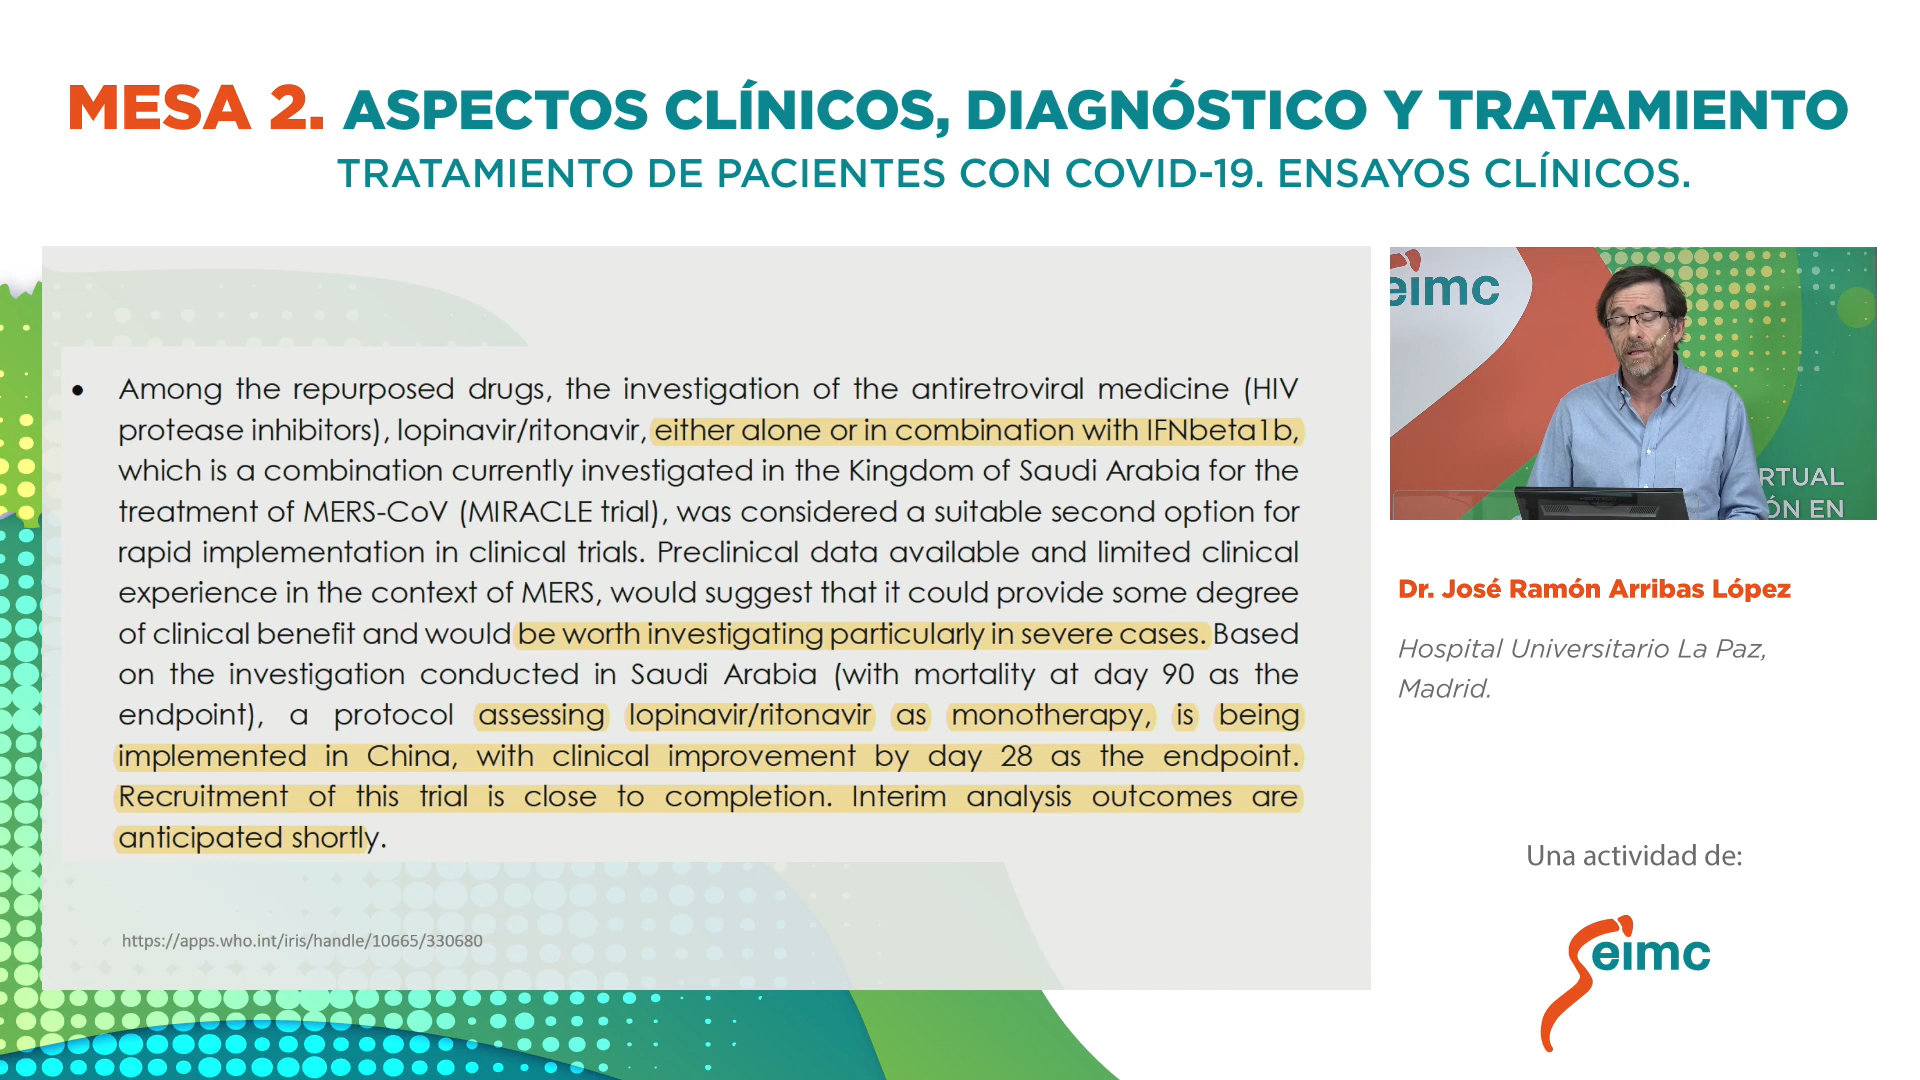 MESA 2. ASPECTOS CLÍNICOS, DIAGNÓSTICO Y TRATAMIENTO
TRATAMIENTO DE PACIENTES CON COVID-19. ENSAYOS CLÍNICOS.
• Among the repurposed drugs, the investigation of the antiretroviral medicine (HIV
protease inhibitors), lopinavir/ritonavir, either alone or in combination with IFNbeta1b,
which is a combination currently investigated in the Kingdom of Saudi Arabia for the
treatment of MERS-CoV (MIRACLE trial), was considered a suitable second option for
rapid implementation in clinical trials. Preclinical data available and limited clinical
experience in the context of MERS, would suggest that it could provide some degree
of clinical benefit and would be worth investigating particularly in severe cases. Based
on the investigation conducted in Saudi Arabia (with mortality at day 90 as the
endpoint), a protocol assessing lopinavir/ritonavir as monotherapy, is being
implemented in China, with clinical improvement by day 28 as the endpoint.
Recruitment of this trial is close to completion. Interim analysis outcomes are
anticipated shortly.
https://apps.who.int/iris/handle/10665/330680
eimc
RTUAL
ÓN EN
Dr. José Ramón Arribas López
Hospital Universitario La Paz,
Madrid.
Una actividad de:
Seimc